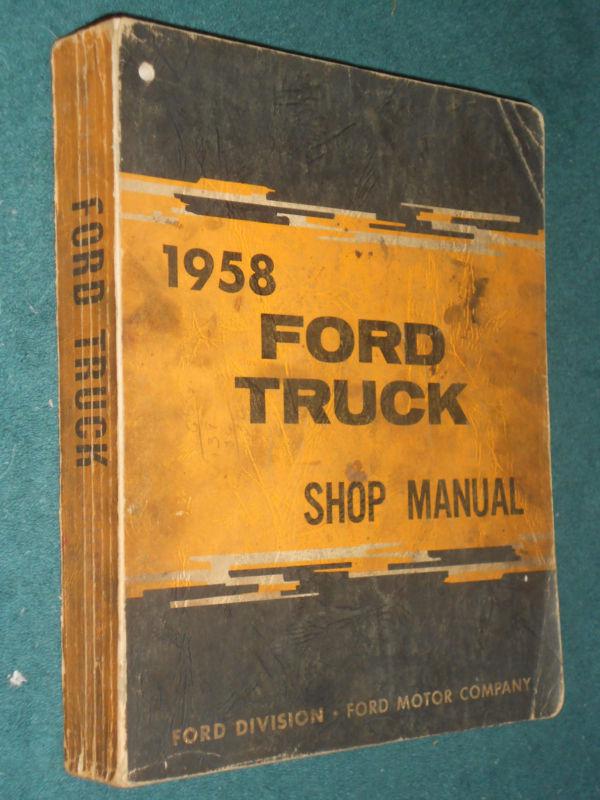 FORD TRUCK
1958
FORD
TRUCK
SHOP MANUAL
FORD DIVISION · FORD MOTOR COMPANY